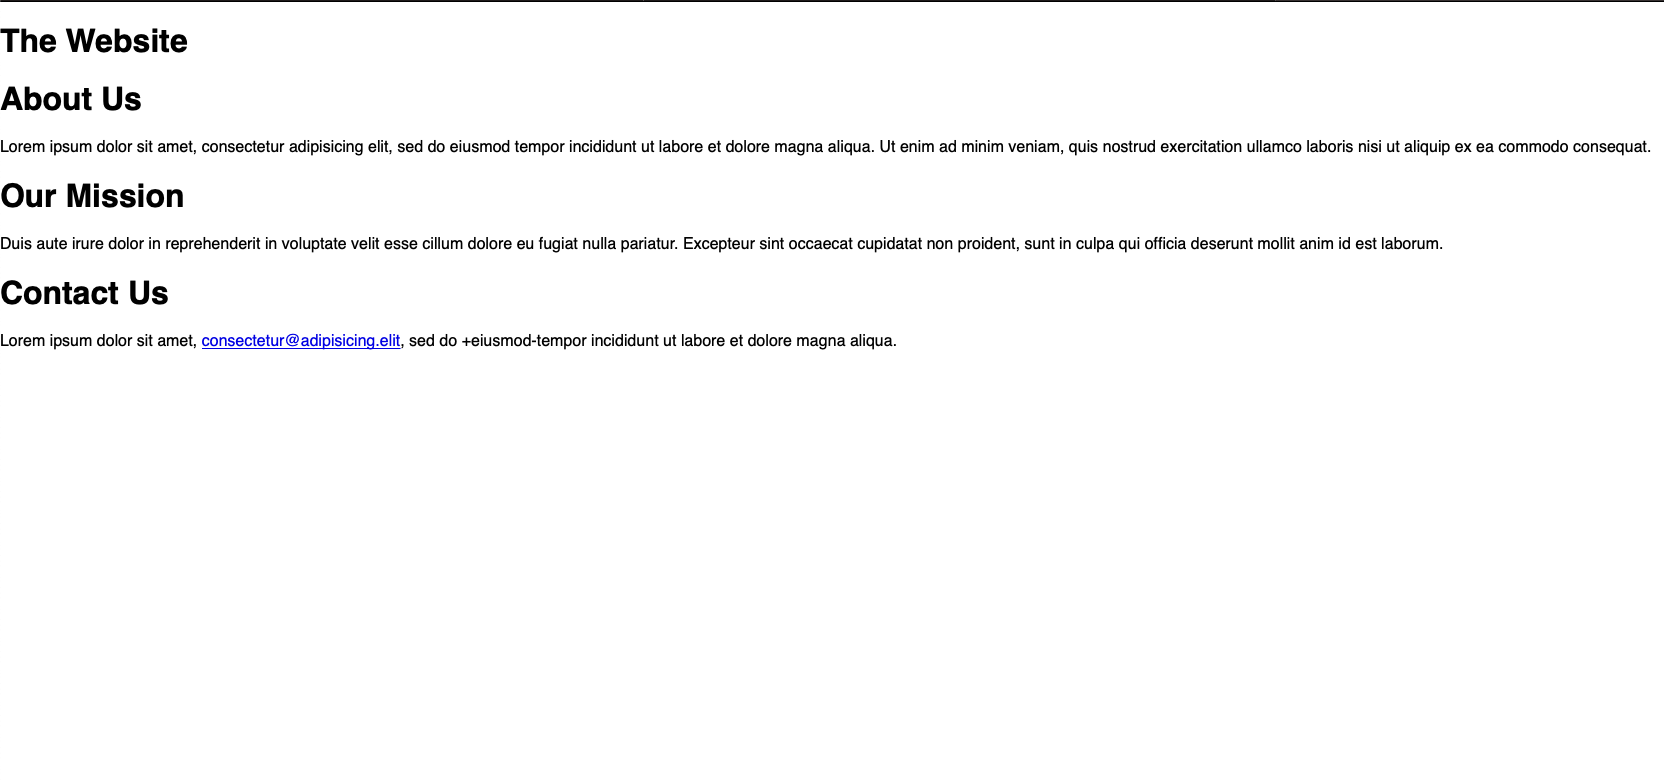 The Website
About Us
Lorem ipsum dolor sit amet, consectetur adipisicing elit, sed do eiusmod tempor incididunt ut labore et dolore magna aliqua. Ut enim ad minim veniam, quis nostrud exercitation ullamco laboris nisi ut aliquip ex ea commodo consequat.
Our Mission
Duis aute irure dolor in reprehenderit in voluptate velit esse cillum dolore eu fugiat nulla pariatur. Excepteur sint occaecat cupidatat non proident, sunt in culpa qui officia deserunt mollit anim id est laborum.
Contact Us
Lorem ipsum dolor sit amet, consectetur@adipisicing.elit, sed do +eiusmod-tempor incididunt ut labore et dolore magna aliqua.